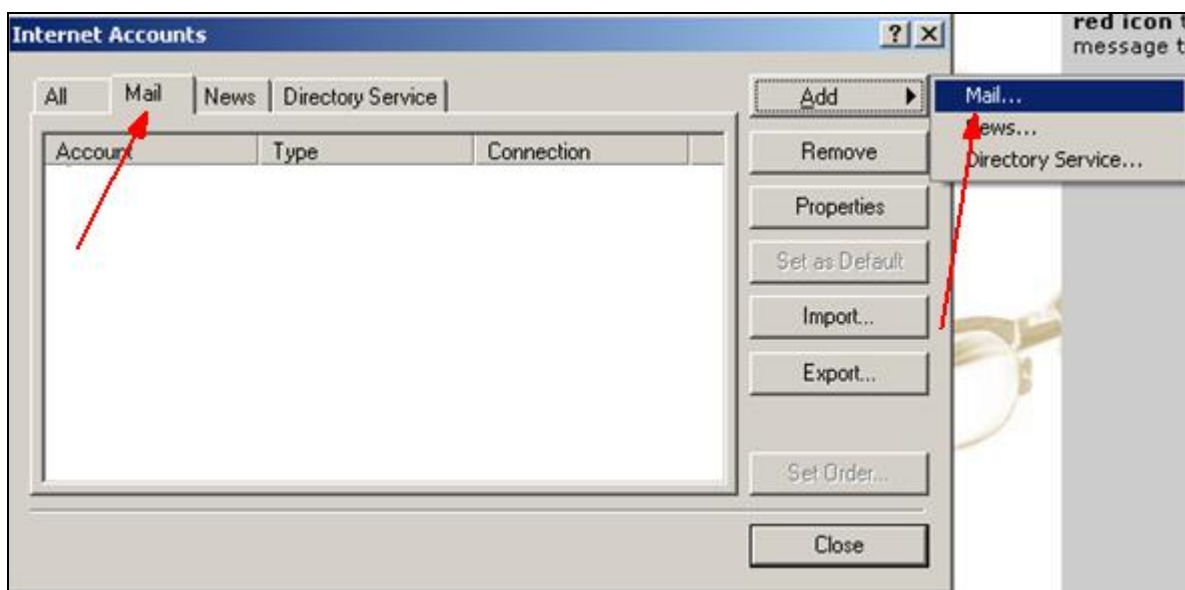 Internet Accounts
? X
red icon
message t
All Mail News Directory Service
Add
Mail...
Account Type Connection
Remove
News...
Directory Service...
Properties
Set as Default
Import...
Export...
Set Order...
Close